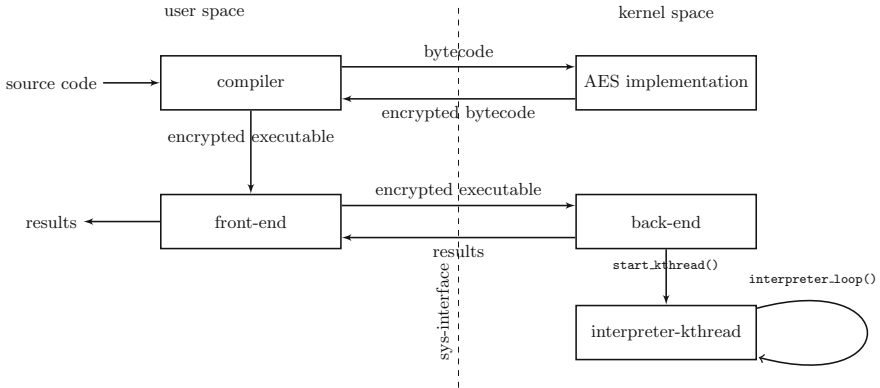 user space
kernel space
bytecode
source code
compiler
AES implementation
encrypted bytecode
encrypted executable
encrypted executable
results
front-end
back-end
results
start_kthread()
sys-interface
interpreter_loop()
interpreter-kthread